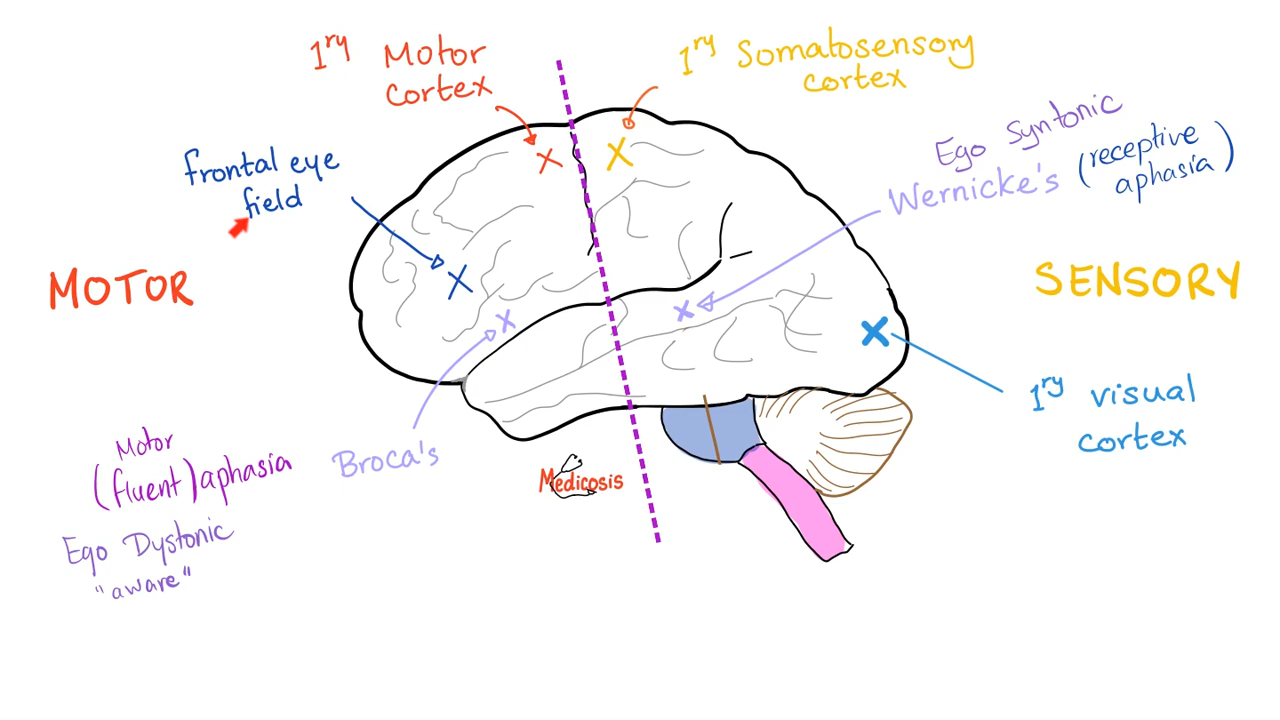 1ry Motor
cortex
1ry Somatosensory
cortex
frontal eye
field
Ego Syntonic
Wernicke's (receptive
aphasia)
MOTOR
SENSORY
1ry visual
cortex
Broca's
Motor
(fluent) aphasia
Ego Dystonic
"aware"
Medicosis